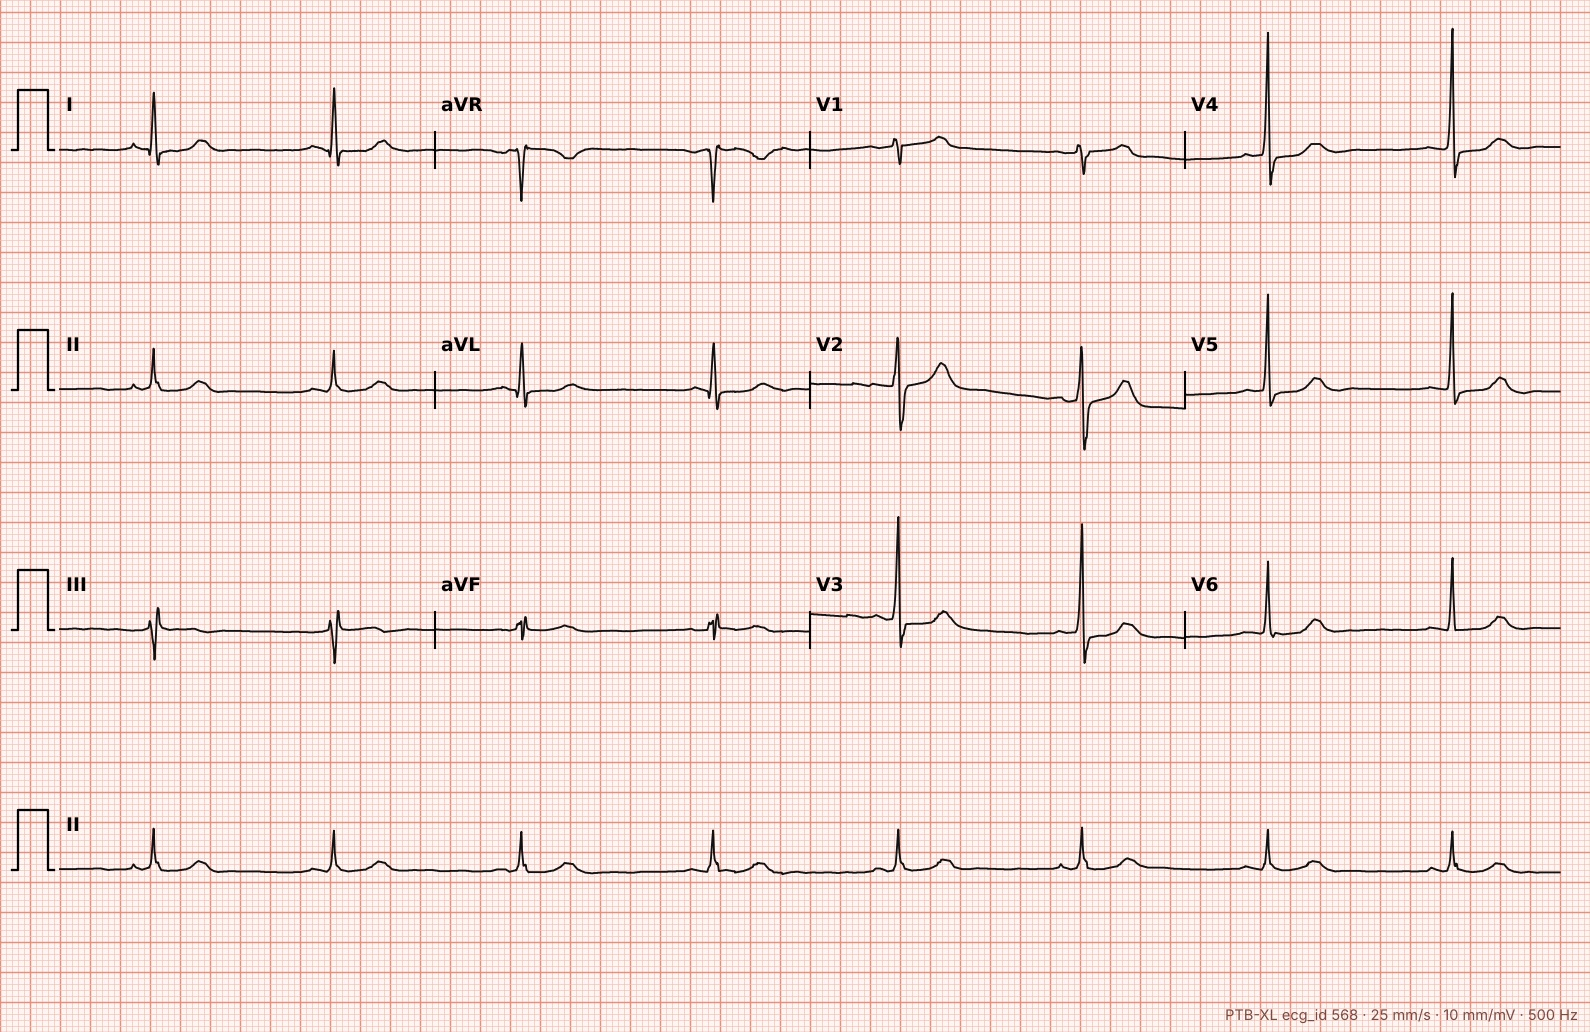 I aVR V1 V4
II aVL V2 V5
III aVF V3 V6
II
PTB-XL ecg_id 568 · 25 mm/s · 10 mm/mV · 500 Hz